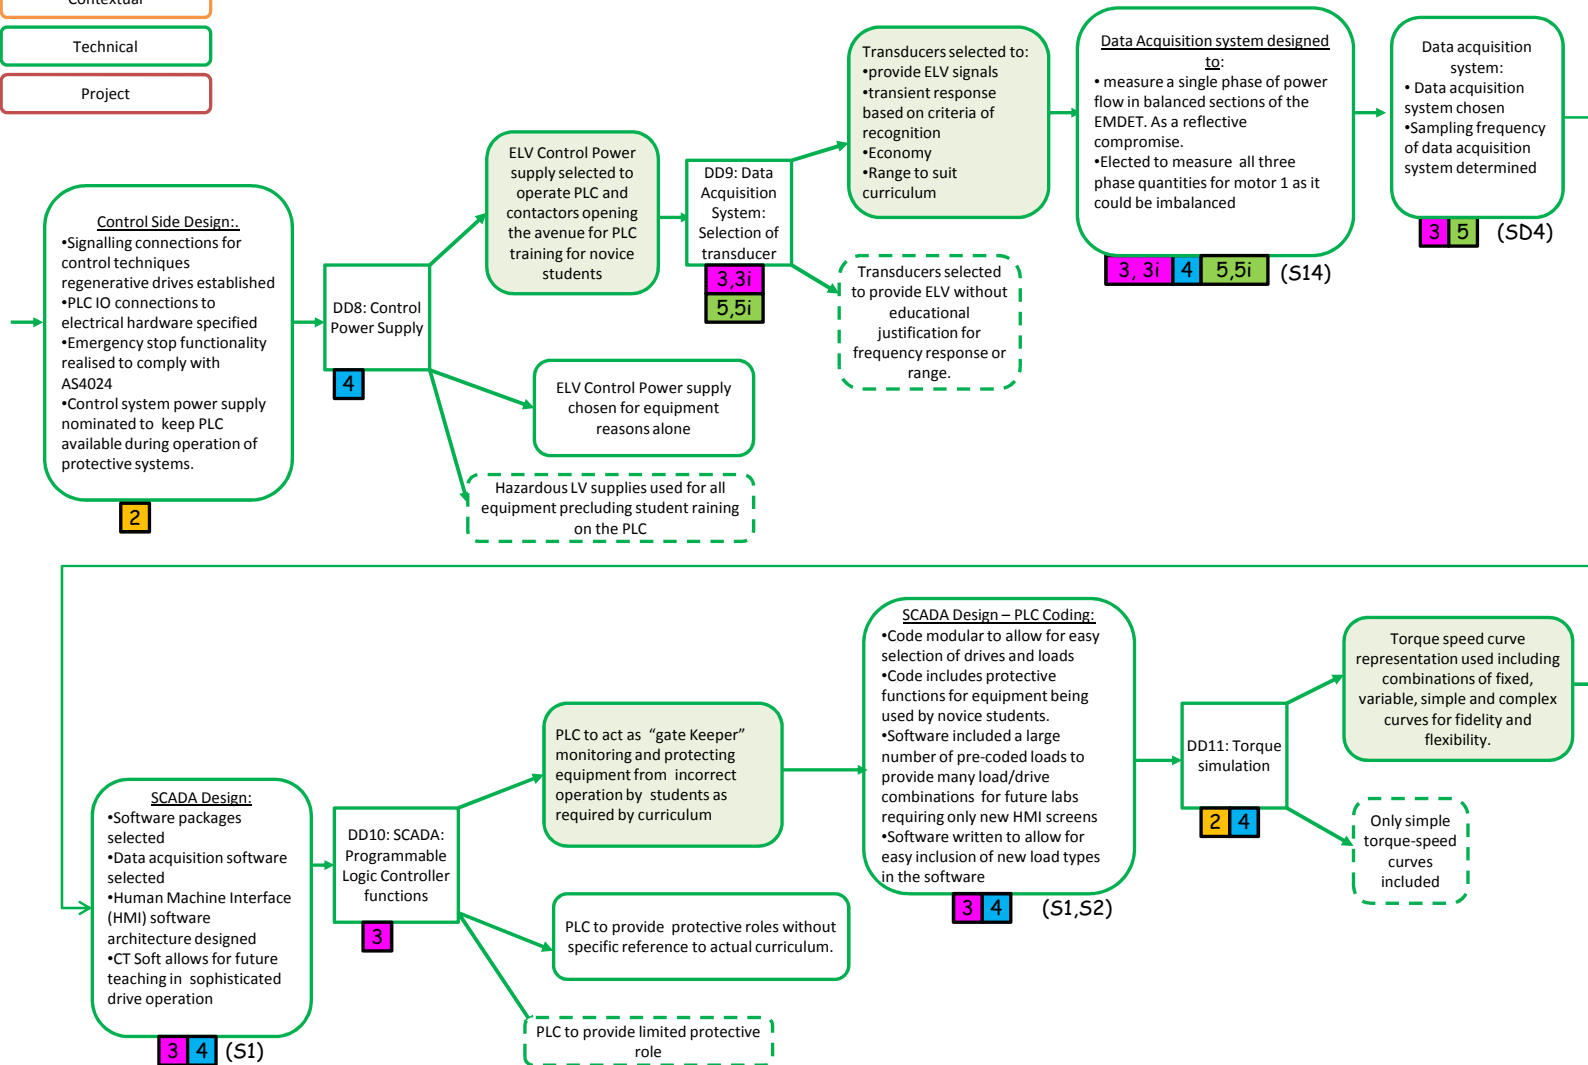 Contextual
Technical
Project
Control Side Design:.
•Signalling connections for
control techniques
regenerative drives established
•PLC IO connections to
electrical hardware specified
•Emergency stop functionality
realised to comply with
AS4024
•Control system power supply
nominated to keep PLC
available during operation of
protective systems.
2
DD8: Control
Power Supply
4
ELV Control Power
supply selected to
operate PLC and
contactors opening
the avenue for PLC
training for novice
students
ELV Control Power supply
chosen for equipment
reasons alone
Hazardous LV supplies used for all
equipment precluding student raining
on the PLC
DD9: Data
Acquisition
System:
Selection of
transducer
3,3i
5,5i
Transducers selected to:
•provide ELV signals
•transient response
based on criteria of
recognition
•Economy
•Range to suit
curriculum
Transducers selected
to provide ELV without
educational
justification for
frequency response or
range.
Data Acquisition system designed
to:
• measure a single phase of power
flow in balanced sections of the
EMDET. As a reflective
compromise.
•Elected to measure all three
phase quantities for motor 1 as it
could be imbalanced
3, 3i 4 5,5i (S14)
Data acquisition
system:
• Data acquisition
system chosen
•Sampling frequency
of data acquisition
system determined
3 5 (SD4)
SCADA Design:
•Software packages
selected
•Data acquisition software
selected
•Human Machine Interface
(HMI) software
architecture designed
•CT Soft allows for future
teaching in sophisticated
drive operation
3 4 (S1)
DD10: SCADA:
Programmable
Logic Controller
functions
3
PLC to act as “gate Keeper”
monitoring and protecting
equipment from incorrect
operation by students as
required by curriculum
PLC to provide protective roles without
specific reference to actual curriculum.
PLC to provide limited protective
role
SCADA Design – PLC Coding:
•Code modular to allow for easy
selection of drives and loads
•Code includes protective
functions for equipment being
used by novice students.
•Software included a large
number of pre-coded loads to
provide many load/drive
combinations for future labs
requiring only new HMI screens
•Software written to allow for
easy inclusion of new load types
in the software
3 4 (S1,S2)
DD11: Torque
simulation
2 4
Torque speed curve
representation used including
combinations of fixed,
variable, simple and complex
curves for fidelity and
flexibility.
Only simple
torque-speed
curves
included